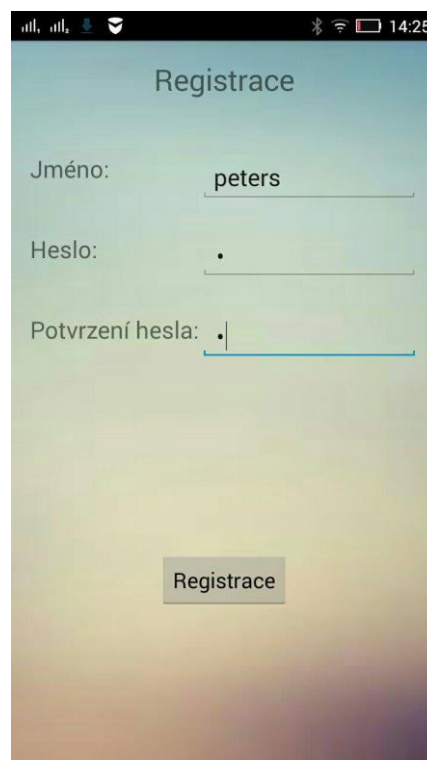 14:25
Registrace
Jméno: peters
Heslo: •
Potvrzení hesla: •
Registrace